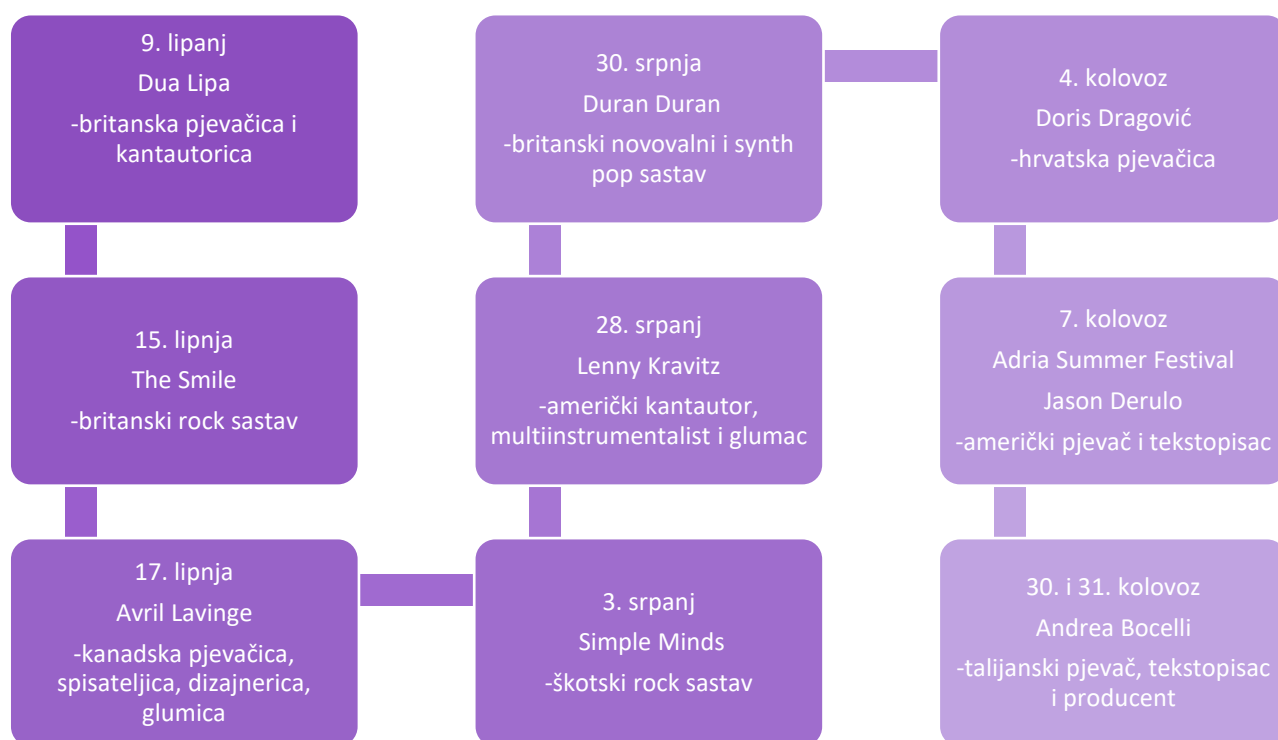 9. lipanj
Dua Lipa
-britanska pjevačica i
kantautorica
15. lipnja
The Smile
-britanski rock sastav
17. lipnja
Avril Lavinge
-kanadska pjevačica,
spisateljica, dizajnerica,
glumica
3. srpanj
Simple Minds
-škotski rock sastav
28. srpanj
Lenny Kravitz
-američki kantautor,
multiinstrumentalist i glumac
30. srpnja
Duran Duran
-britanski novovalni i synth
pop sastav
4. kolovoz
Doris Dragović
-hrvatska pjevačica
7. kolovoz
Adria Summer Festival
Jason Derulo
-američki pjevač i tekstopisac
30. i 31. kolovoz
Andrea Bocelli
-talijanski pjevač, tekstopisac
i producent